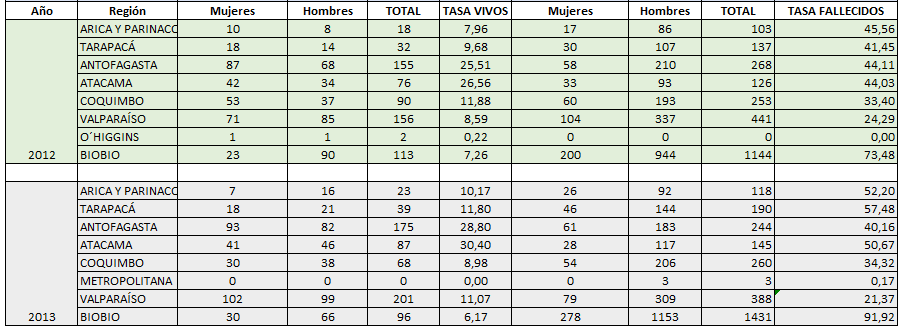 Año Región Mujeres Hombres TOTAL TASA VIVOS Mujeres Hombres TOTAL TASA FALLECIDOS
ARICA Y PARINACO 10 8 18 7,96 17 86 103 45,56
TARAPACÁ 18 14 32 9,68 30 107 137 41,45
ANTOFAGASTA 87 68 155 25,51 58 210 268 44,11
ATACAMA 42 34 76 26,56 33 93 126 44,03
COQUIMBO 53 37 90 11,88 60 193 253 33,40
VALPARAÍSO 71 85 156 8,59 104 337 441 24,29
O´HIGGINS 1 1 2 0,22 0 0 0 0,00
2012 BIOBIO 23 90 113 7,26 200 944 1144 73,48
ARICA Y PARINACO 7 16 23 10,17 26 92 118 52,20
TARAPACÁ 18 21 39 11,80 46 144 190 57,48
ANTOFAGASTA 93 82 175 28,80 61 183 244 40,16
ATACAMA 41 46 87 30,40 28 117 145 50,67
COQUIMBO 30 38 68 8,98 54 206 260 34,32
METROPOLITANA 0 0 0 0,00 0 3 3 0,17
VALPARAÍSO 102 99 201 11,07 79 309 388 21,37
2013 BIOBIO 30 66 96 6,17 278 1153 1431 91,92